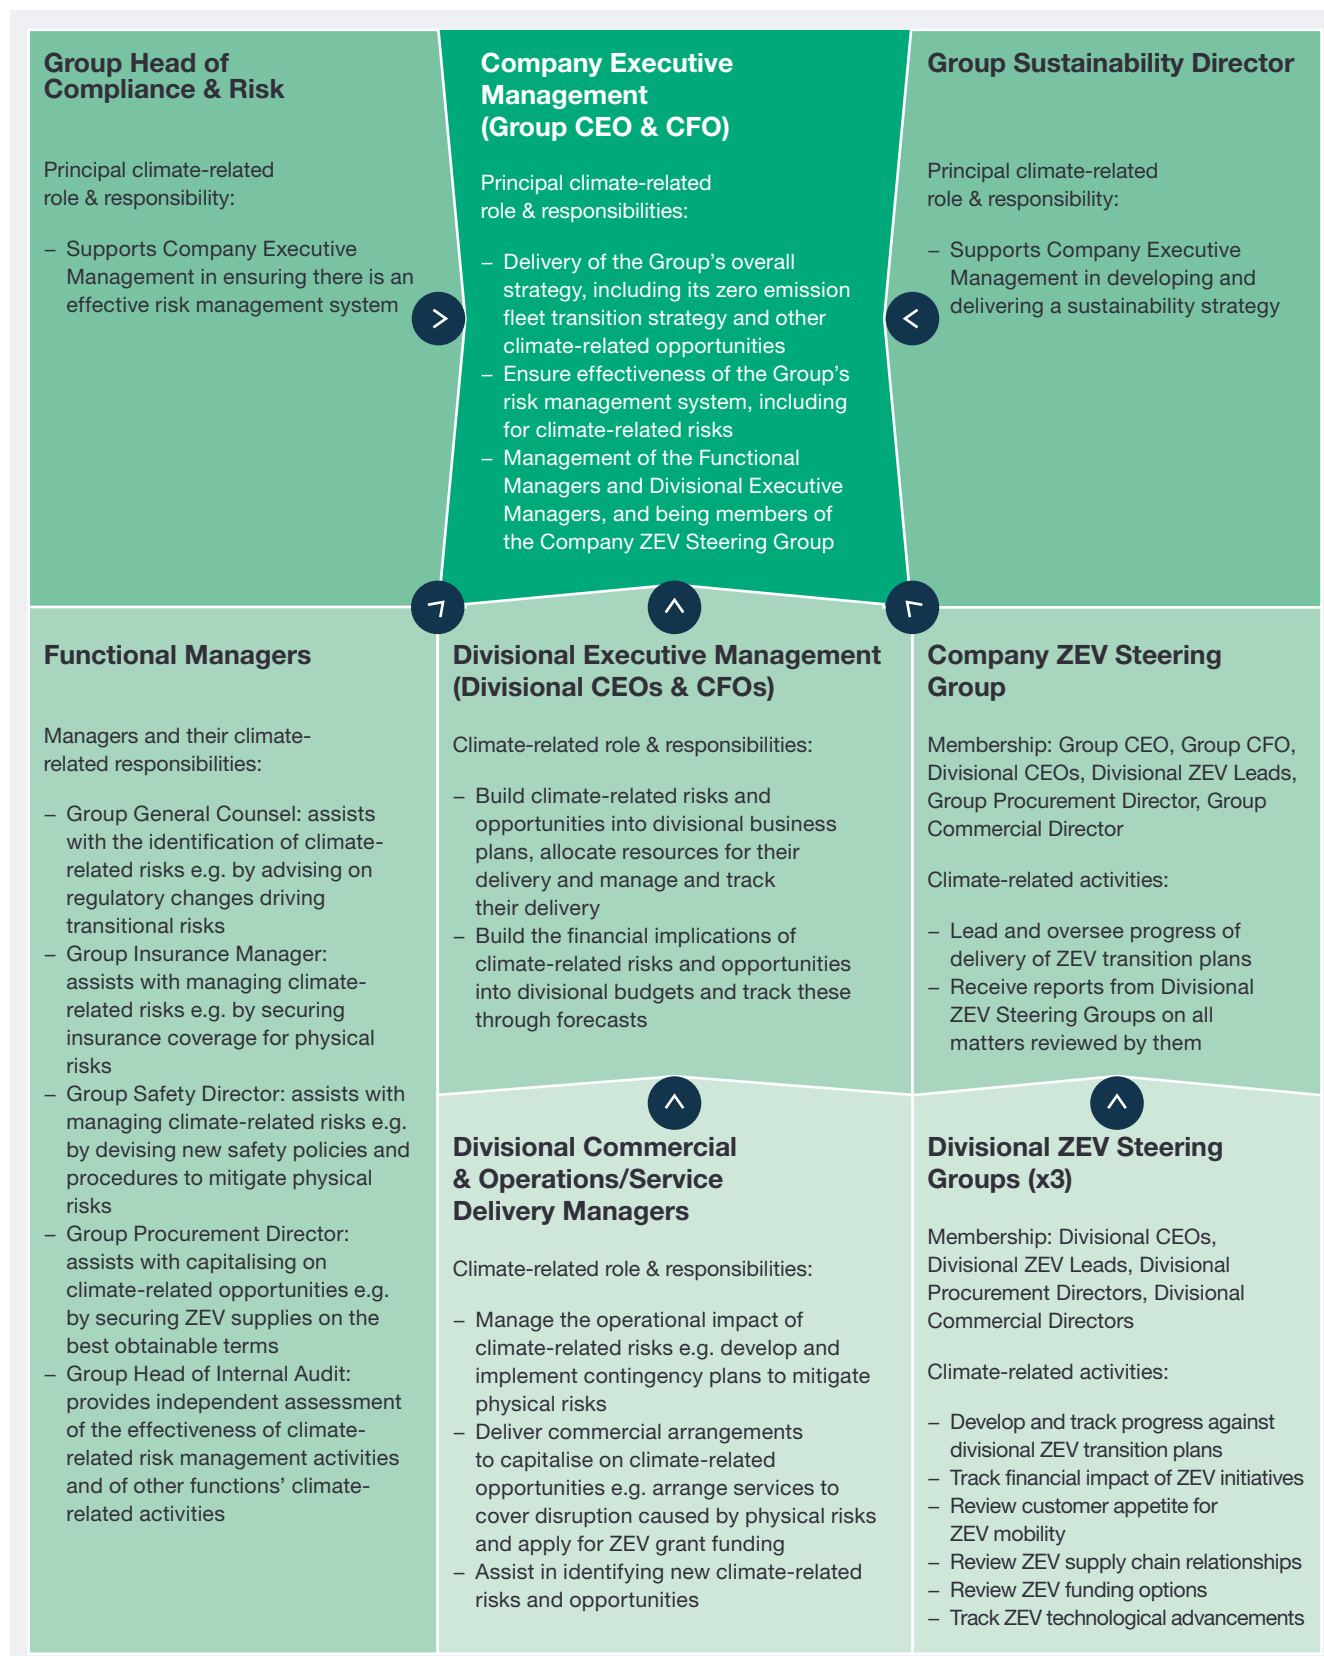 Group Head of
Compliance & Risk
Principal climate-related
role & responsibility:
– Supports Company Executive
Management in ensuring there is an
effective risk management system
Company Executive
Management
(Group CEO & CFO)
Principal climate-related
role & responsibilities:
– Delivery of the Group’s overall
strategy, including its zero emission
fleet transition strategy and other
climate-related opportunities
– Ensure effectiveness of the Group’s
risk management system, including
for climate-related risks
– Management of the Functional
Managers and Divisional Executive
Managers, and being members of
the Company ZEV Steering Group
Group Sustainability Director
Principal climate-related
role & responsibility:
– Supports Company Executive
Management in developing and
delivering a sustainability strategy
Functional Managers
Managers and their climate-
related responsibilities:
– Group General Counsel: assists
with the identification of climate-
related risks e.g. by advising on
regulatory changes driving
transitional risks
– Group Insurance Manager:
assists with managing climate-
related risks e.g. by securing
insurance coverage for physical
risks
– Group Safety Director: assists with
managing climate-related risks e.g.
by devising new safety policies and
procedures to mitigate physical
risks
– Group Procurement Director:
assists with capitalising on
climate-related opportunities e.g.
by securing ZEV supplies on the
best obtainable terms
– Group Head of Internal Audit:
provides independent assessment
of the effectiveness of climate-
related risk management activities
and of other functions’ climate-
related activities
Divisional Executive Management
(Divisional CEOs & CFOs)
Climate-related role & responsibilities:
– Build climate-related risks and
opportunities into divisional business
plans, allocate resources for their
delivery and manage and track
their delivery
– Build the financial implications of
climate-related risks and opportunities
into divisional budgets and track these
through forecasts
Company ZEV Steering
Group
Membership: Group CEO, Group CFO,
Divisional CEOs, Divisional ZEV Leads,
Group Procurement Director, Group
Commercial Director
Climate-related activities:
– Lead and oversee progress of
delivery of ZEV transition plans
– Receive reports from Divisional
ZEV Steering Groups on all
matters reviewed by them
Divisional Commercial
& Operations/Service
Delivery Managers
Climate-related role & responsibilities:
– Manage the operational impact of
climate-related risks e.g. develop and
implement contingency plans to mitigate
physical risks
– Deliver commercial arrangements
to capitalise on climate-related
opportunities e.g. arrange services to
cover disruption caused by physical risks
and apply for ZEV grant funding
– Assist in identifying new climate-related
risks and opportunities
Divisional ZEV Steering
Groups (x3)
Membership: Divisional CEOs,
Divisional ZEV Leads, Divisional
Procurement Directors, Divisional
Commercial Directors
Climate-related activities:
– Develop and track progress against
divisional ZEV transition plans
– Track financial impact of ZEV initiatives
– Review customer appetite for
ZEV mobility
– Review ZEV supply chain relationships
– Review ZEV funding options
– Track ZEV technological advancements